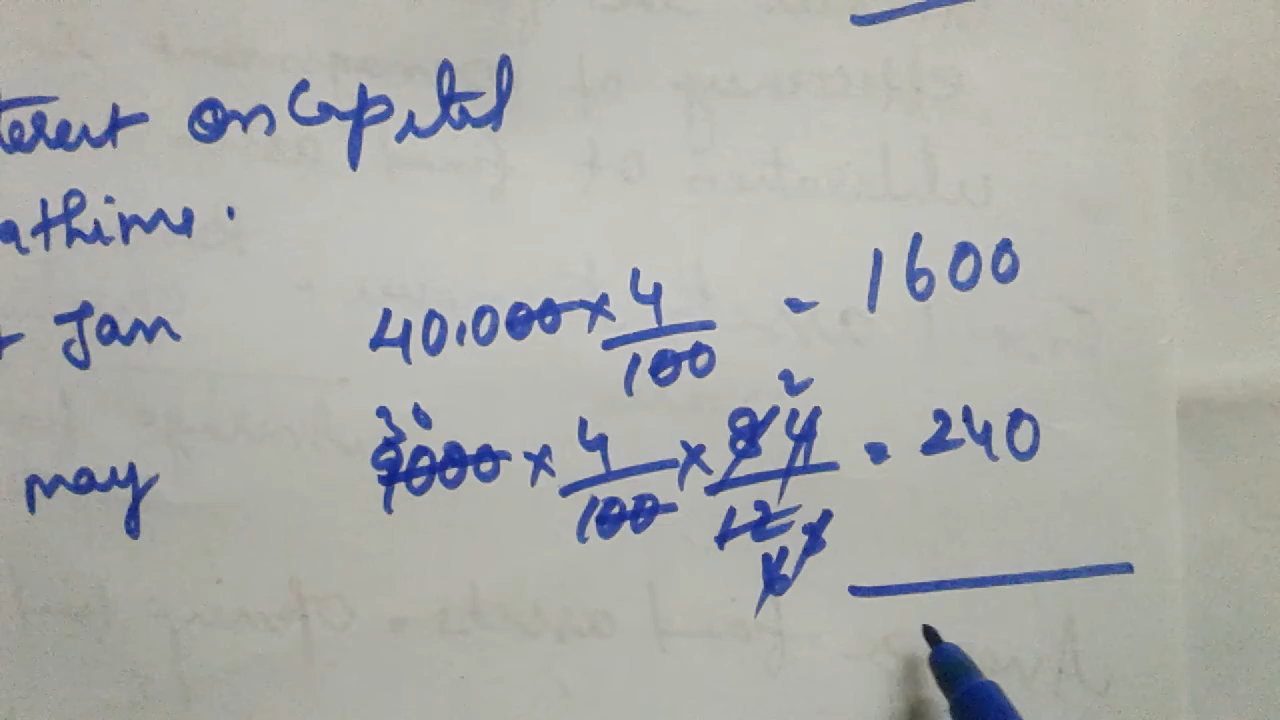 terest on Capital
athima.
Jan 40.000 x 4/100 = 1600
may 9000 x 4/100 x 8/12 = 240